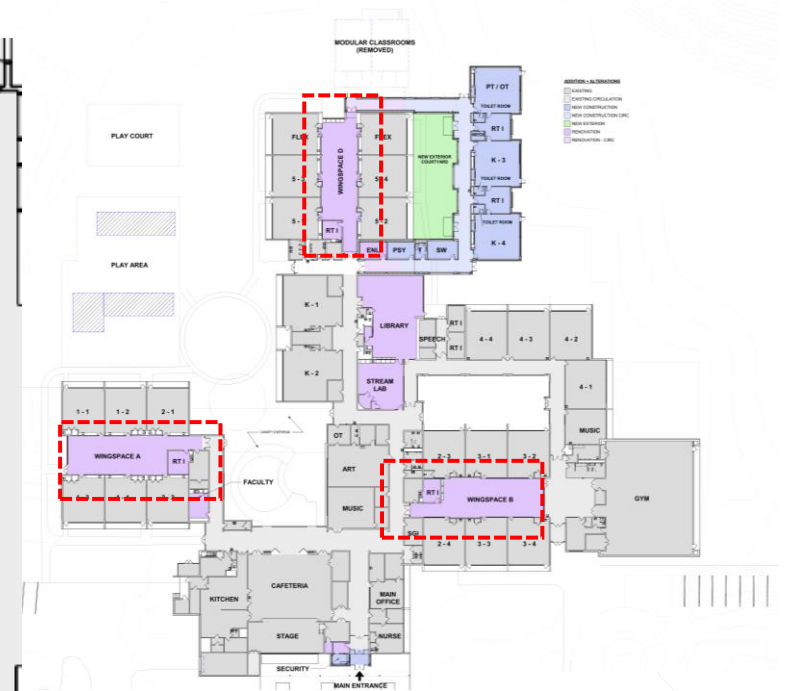 MODULAR CLASSROOMS
(REMOVED)
ADDITION + ALTERATIONS
EXISTING
EXISTING CIRCULATION
NEW CONSTRUCTION
NEW CONSTRUCTION CIRC
NEW EXTERIOR
RENOVATION
RENOVATION - CIRC
PT / OT
TOILET ROOM
RT I
K - 3
TOILET ROOM
RT I
TOILET ROOM
K - 4
PLAY COURT
FLEX
WINGSPACE D
FLEX
NEW EXTERIOR
COURTYARD
5 - 4
5 - 2
RT I
ENL
PSY
SW
PLAY AREA
K - 1
K - 2
LIBRARY
SPEECH
RT I
RT I
4 - 4
4 - 3
4 - 2
STREAM
LAB
4 - 1
MUSIC
1 - 1
1 - 2
2 - 1
WINGSPACE A
RT I
FACULTY
OT
ART
MUSIC
2 - 3
3 - 1
3 - 2
RT I
WINGSPACE B
GYM
SGI
2 - 4
3 - 3
3 - 4
KITCHEN
CAFETERIA
MAIN
OFFICE
STAGE
NURSE
SECURITY
MAIN ENTRANCE